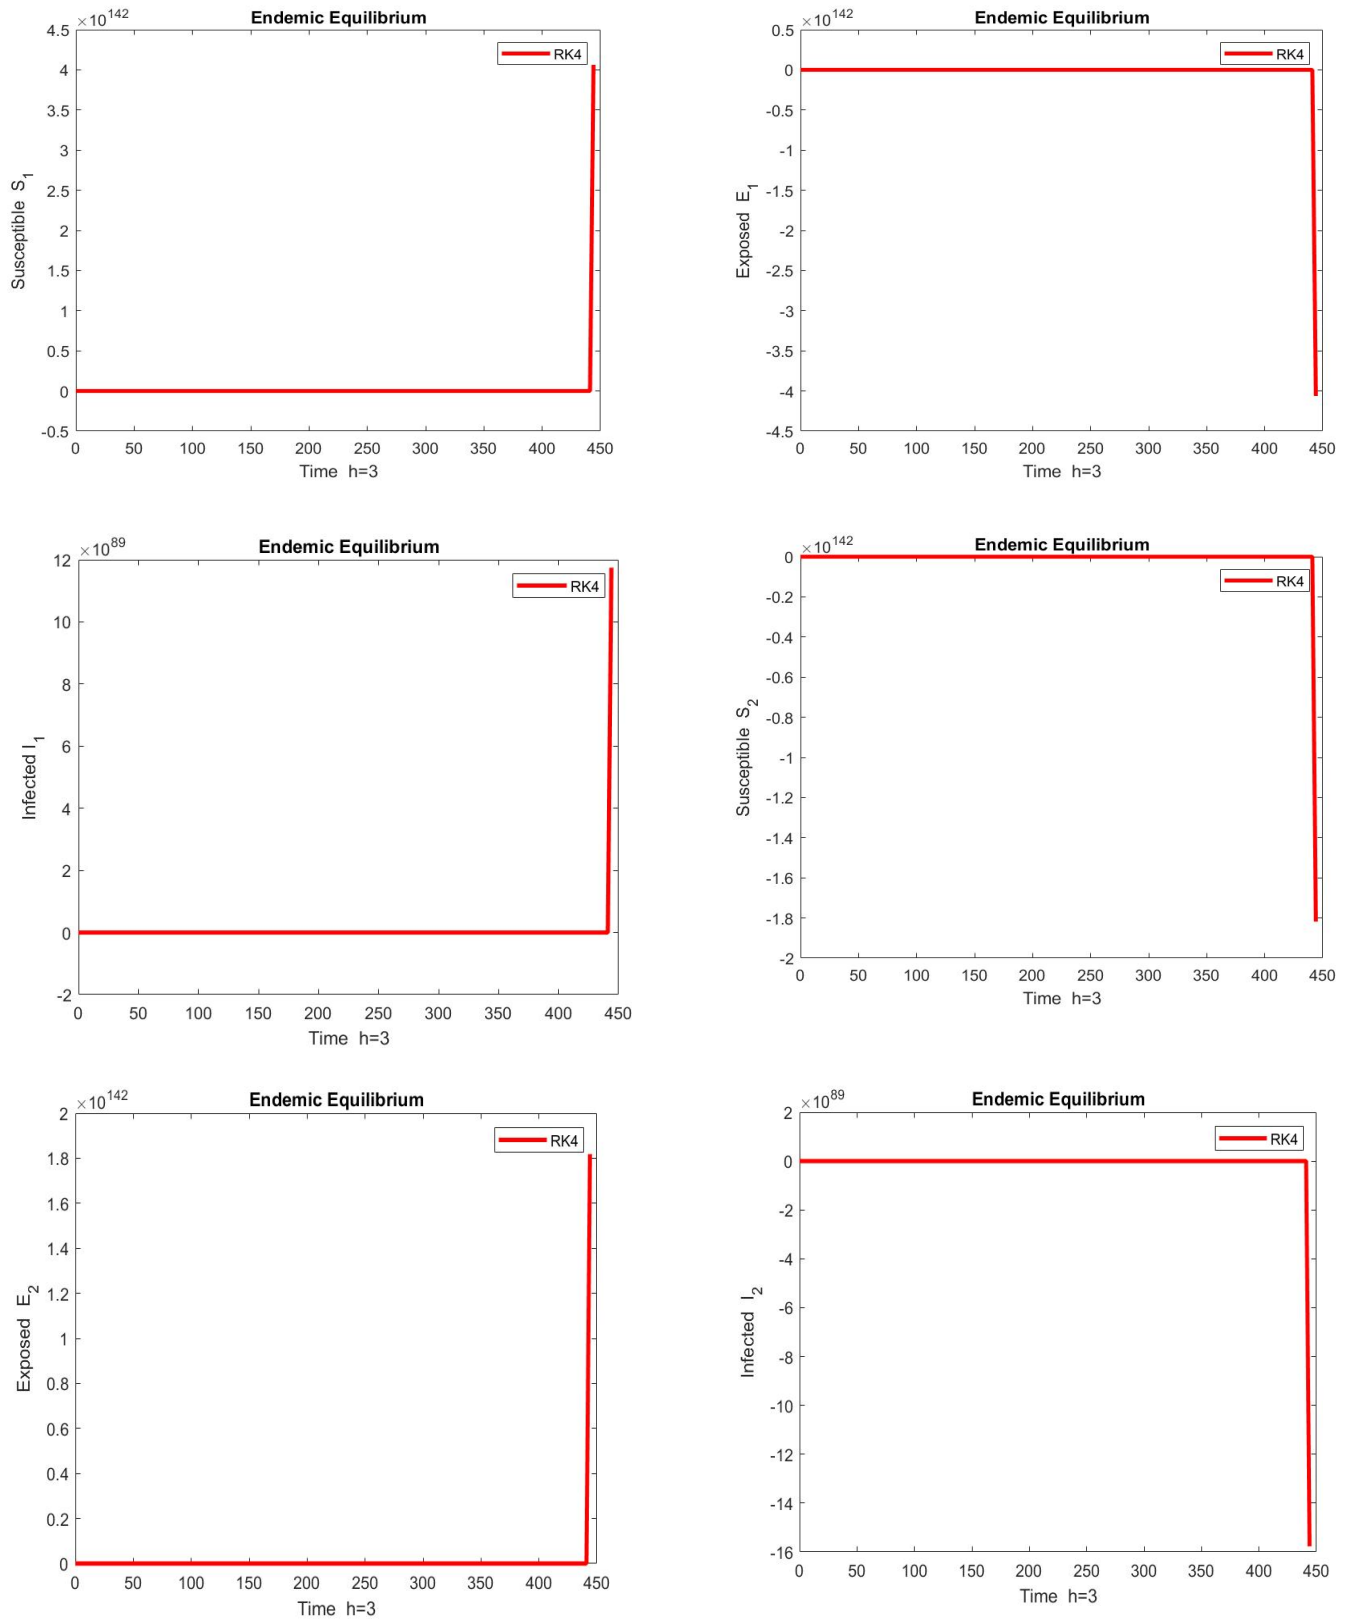 ×10^142
Endemic Equilibrium
RK4
4.5
4
3.5
3
2.5
2
1.5
1
0.5
0
-0.5
Susceptible S_1
0 50 100 150 200 250 300 350 400 450
Time h=3
×10^142
Endemic Equilibrium
RK4
0.5
0
-0.5
-1
-1.5
-2
-2.5
-3
-3.5
-4
-4.5
Exposed E_1
0 50 100 150 200 250 300 350 400 450
Time h=3
×10^89
Endemic Equilibrium
RK4
12
10
8
6
4
2
0
-2
Infected I_1
0 50 100 150 200 250 300 350 400 450
Time h=3
×10^142
Endemic Equilibrium
RK4
0
-0.2
-0.4
-0.6
-0.8
-1
-1.2
-1.4
-1.6
-1.8
-2
Susceptible S_2
0 50 100 150 200 250 300 350 400 450
Time h=3
×10^142
Endemic Equilibrium
RK4
2
1.8
1.6
1.4
1.2
1
0.8
0.6
0.4
0.2
0
Exposed E_2
0 50 100 150 200 250 300 350 400 450
Time h=3
×10^89
Endemic Equilibrium
RK4
2
0
-2
-4
-6
-8
-10
-12
-14
-16
Infected I_2
0 50 100 150 200 250 300 350 400 450
Time h=3